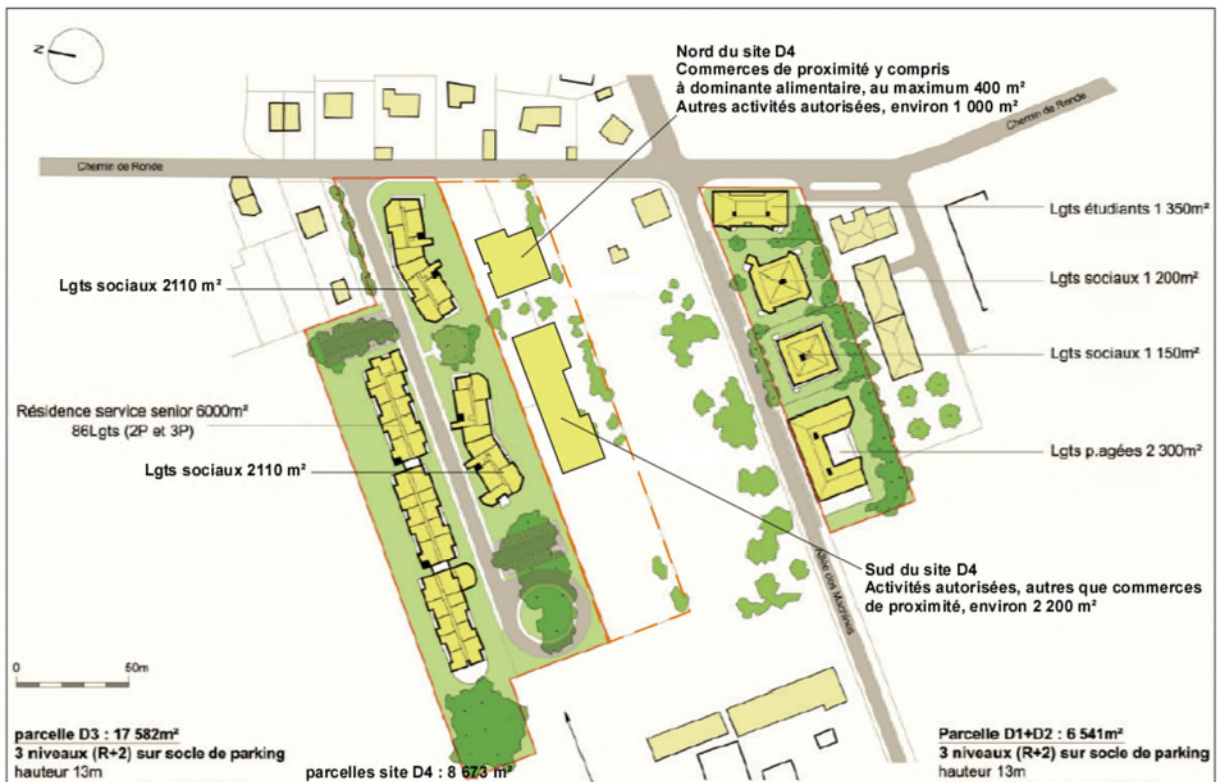 N
Nord du site D4
Commerces de proximité y compris
à dominante alimentaire, au maximum 400 m²
Autres activités autorisées, environ 1 000 m²
Chemin de Ronde
Chemin de Ronde
Lgts étudiants 1 350m²
Lgts sociaux 2110 m²
Lgts sociaux 1 200m²
Lgts sociaux 1 150m²
Résidence service senior 6000m²
86Lgts (2P et 3P)
Lgts p.agées 2 300m²
Lgts sociaux 2110 m²
Sud du site D4
Activités autorisées, autres que commerces
de proximité, environ 2 200 m²
Allée des
0 50m
parcelle D3 : 17 582m²
3 niveaux (R+2) sur socle de parking
hauteur 13m
parcelles site D4 : 8 673 m²
Parcelle D1+D2 : 6 541m²
3 niveaux (R+2) sur socle de parking
hauteur 13m